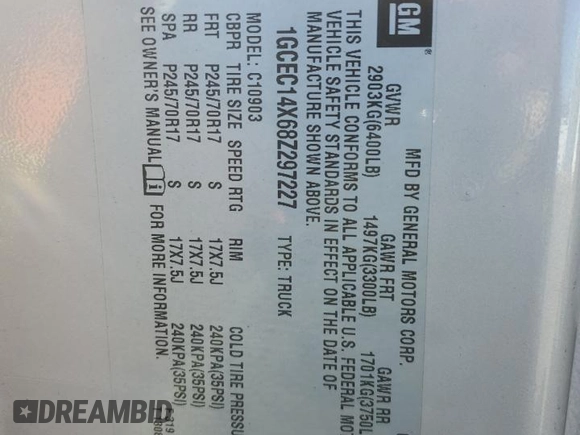 GM ®
MFD BY GENERAL MOTORS CORP.
GVWR GAWR FRT GAWR RR
2903KG(6400LB) 1497KG(3300LB) 1701KG(3750L
THIS VEHICLE CONFORMS TO ALL APPLICABLE U.S. FEDERAL MO
VEHICLE SAFETY STANDARDS IN EFFECT ON THE DATE OF
MANUFACTURE SHOWN ABOVE.
1GCEC14X68Z297227 TYPE: TRUCK
MODEL: C10903
CBPR TIRE SIZE SPEED RTG RIM COLD TIRE PRESSU
FRT P245/70R17 S 17X7.5J 240KPA(35PSI)
RR P245/70R17 S 17X7.5J 240KPA(35PSI)
SPA P245/70R17 S 17X7.5J 240KPA(35PSI)
SEE OWNER'S MANUAL i FOR MORE INFORMATION.
DREAMBID